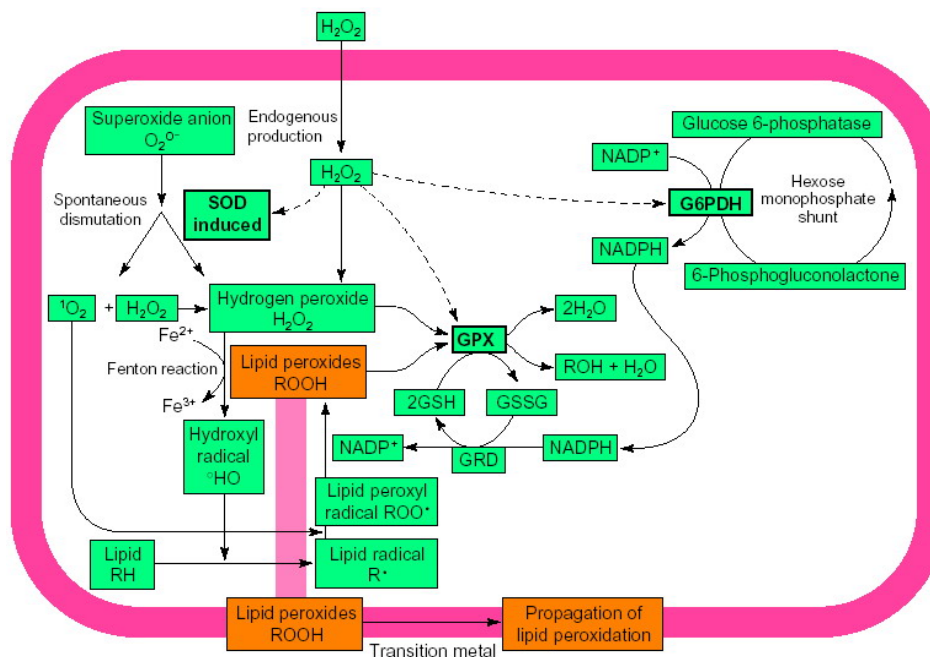 H₂O₂
Superoxide anion
O₂°⁻
Endogenous
production
H₂O₂
Spontaneous
dismutation
SOD
induced
Glucose 6-phosphatase
NADP⁺
G6PDH
Hexose
monophosphate
shunt
NADPH
6-Phosphogluconolactone
¹O₂
+
H₂O₂
Hydrogen peroxide
H₂O₂
Fe²⁺
Fenton reaction
Fe³⁺
Lipid peroxides
ROOH
GPX
2H₂O
ROH + H₂O
2GSH
GSSG
NADP⁺
GRD
NADPH
Hydroxyl
radical
°HO
Lipid peroxyl
radical ROO•
Lipid
RH
Lipid radical
R•
Lipid peroxides
ROOH
Transition metal
Propagation of
lipid peroxidation